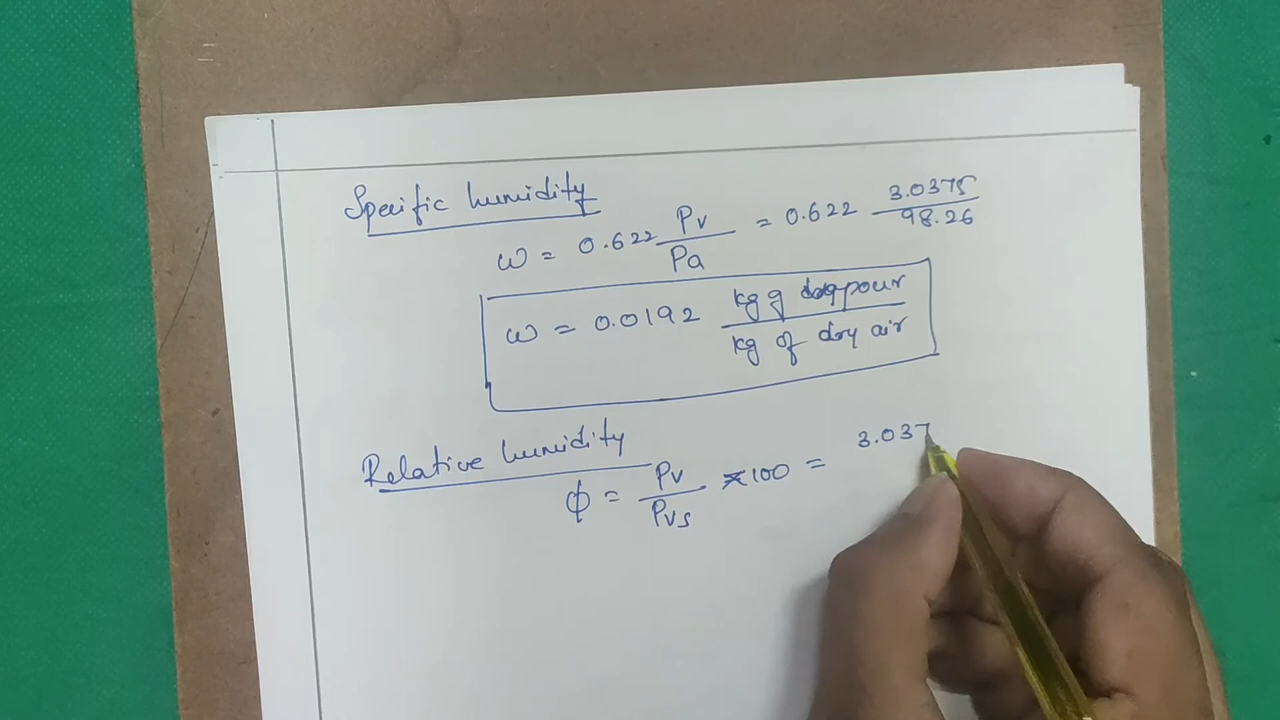 Specific humidity
ω = 0.622 Pv / Pa = 0.622 3.0375 / 98.26
ω = 0.0192 kg of vapour / kg of dry air
Relative humidity
ϕ = Pv / Pvs × 100 = 3.037